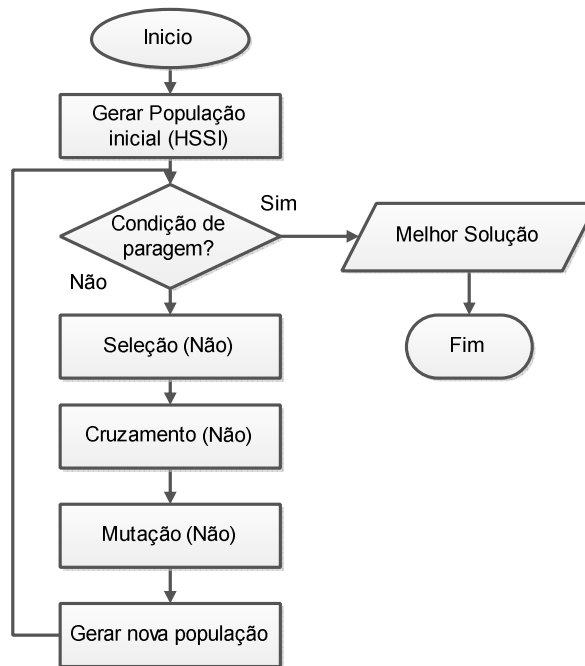 Inicio
Gerar População
inicial (HSSI)
Condição de
paragem?
Sim
Melhor Solução
Não
Fim
Seleção (Não)
Cruzamento (Não)
Mutação (Não)
Gerar nova população